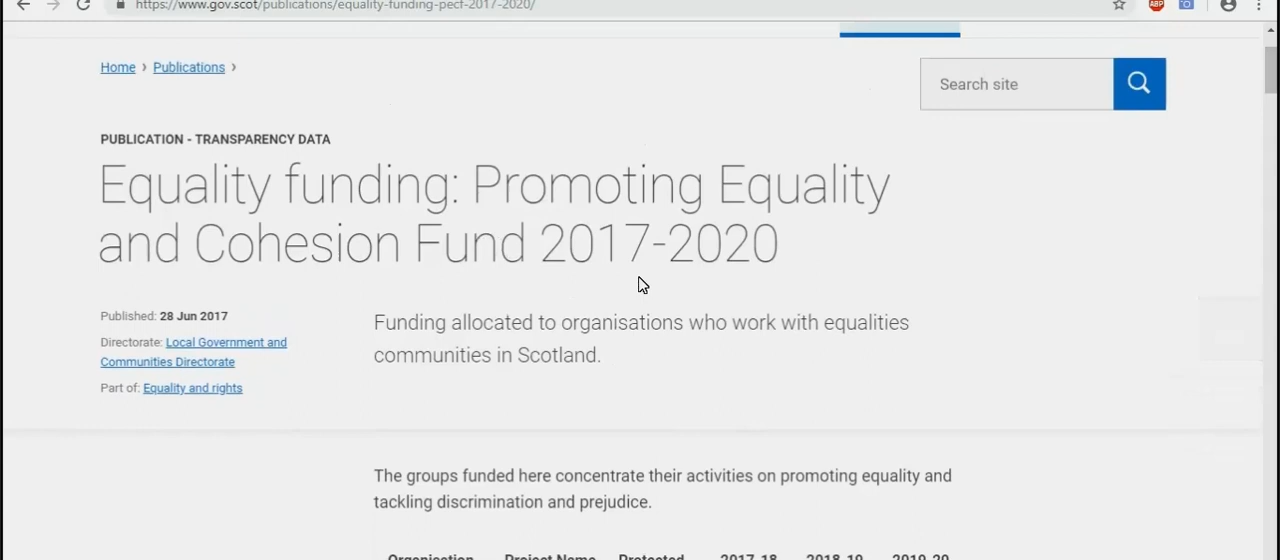 https://www.gov.scot/publications/equality-funding-pecf-2017-2020/
ABP
Home › Publications ›
Search site
PUBLICATION - TRANSPARENCY DATA
Equality funding: Promoting Equality
and Cohesion Fund 2017-2020
Published: 28 Jun 2017
Directorate: Local Government and
Communities Directorate
Part of: Equality and rights
Funding allocated to organisations who work with equalities
communities in Scotland.
The groups funded here concentrate their activities on promoting equality and
tackling discrimination and prejudice.
Organisation Project Name Protected 2017-18 2018-19 2019-20